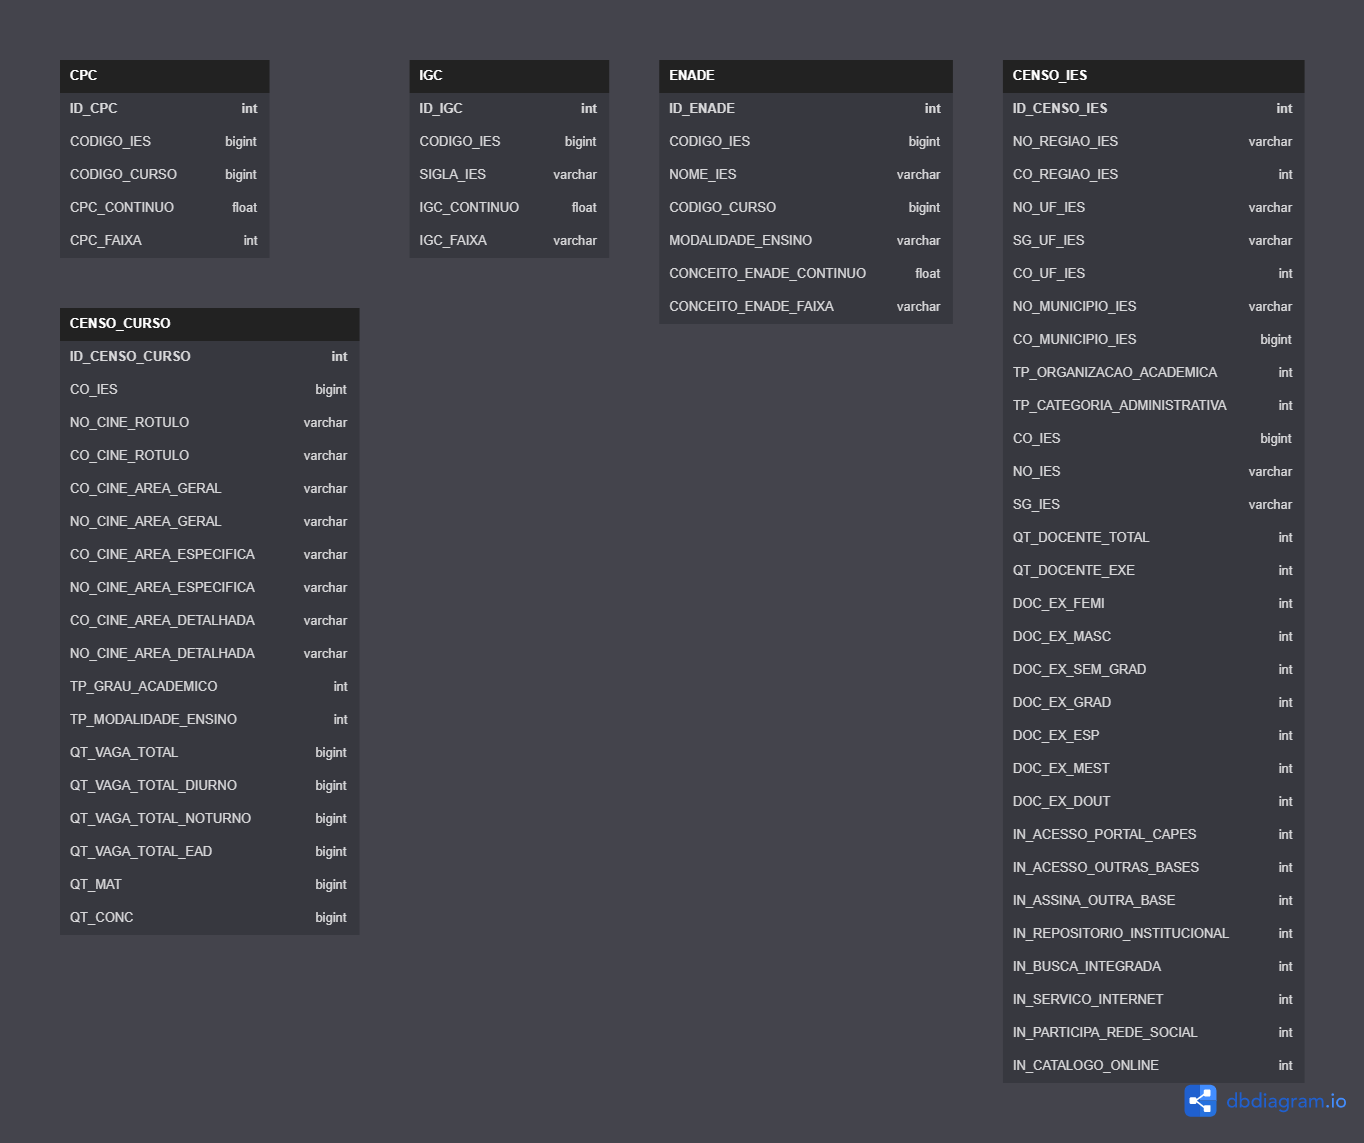 CPC
ID_CPC int
CODIGO_IES bigint
CODIGO_CURSO bigint
CPC_CONTINUO float
CPC_FAIXA int
IGC
ID_IGC int
CODIGO_IES bigint
SIGLA_IES varchar
IGC_CONTINUO float
IGC_FAIXA varchar
ENADE
ID_ENADE int
CODIGO_IES bigint
NOME_IES varchar
CODIGO_CURSO bigint
MODALIDADE_ENSINO varchar
CONCEITO_ENADE_CONTINUO float
CONCEITO_ENADE_FAIXA varchar
CENSO_IES
ID_CENSO_IES int
NO_REGIAO_IES varchar
CO_REGIAO_IES int
NO_UF_IES varchar
SG_UF_IES varchar
CO_UF_IES int
NO_MUNICIPIO_IES varchar
CO_MUNICIPIO_IES bigint
TP_ORGANIZACAO_ACADEMICA int
TP_CATEGORIA_ADMINISTRATIVA int
CO_IES bigint
NO_IES varchar
SG_IES varchar
QT_DOCENTE_TOTAL int
QT_DOCENTE_EXE int
DOC_EX_FEMI int
DOC_EX_MASC int
DOC_EX_SEM_GRAD int
DOC_EX_GRAD int
DOC_EX_ESP int
DOC_EX_MEST int
DOC_EX_DOUT int
IN_ACESSO_PORTAL_CAPES int
IN_ACESSO_OUTRAS_BASES int
IN_ASSINA_OUTRA_BASE int
IN_REPOSITORIO_INSTITUCIONAL int
IN_BUSCA_INTEGRADA int
IN_SERVICO_INTERNET int
IN_PARTICIPA_REDE_SOCIAL int
IN_CATALOGO_ONLINE int
CENSO_CURSO
ID_CENSO_CURSO int
CO_IES bigint
NO_CINE_ROTULO varchar
CO_CINE_ROTULO varchar
CO_CINE_AREA_GERAL varchar
NO_CINE_AREA_GERAL varchar
CO_CINE_AREA_ESPECIFICA varchar
NO_CINE_AREA_ESPECIFICA varchar
CO_CINE_AREA_DETALHADA varchar
NO_CINE_AREA_DETALHADA varchar
TP_GRAU_ACADEMICO int
TP_MODALIDADE_ENSINO int
QT_VAGA_TOTAL bigint
QT_VAGA_TOTAL_DIURNO bigint
QT_VAGA_TOTAL_NOTURNO bigint
QT_VAGA_TOTAL_EAD bigint
QT_MAT bigint
QT_CONC bigint
dbdiagram.io